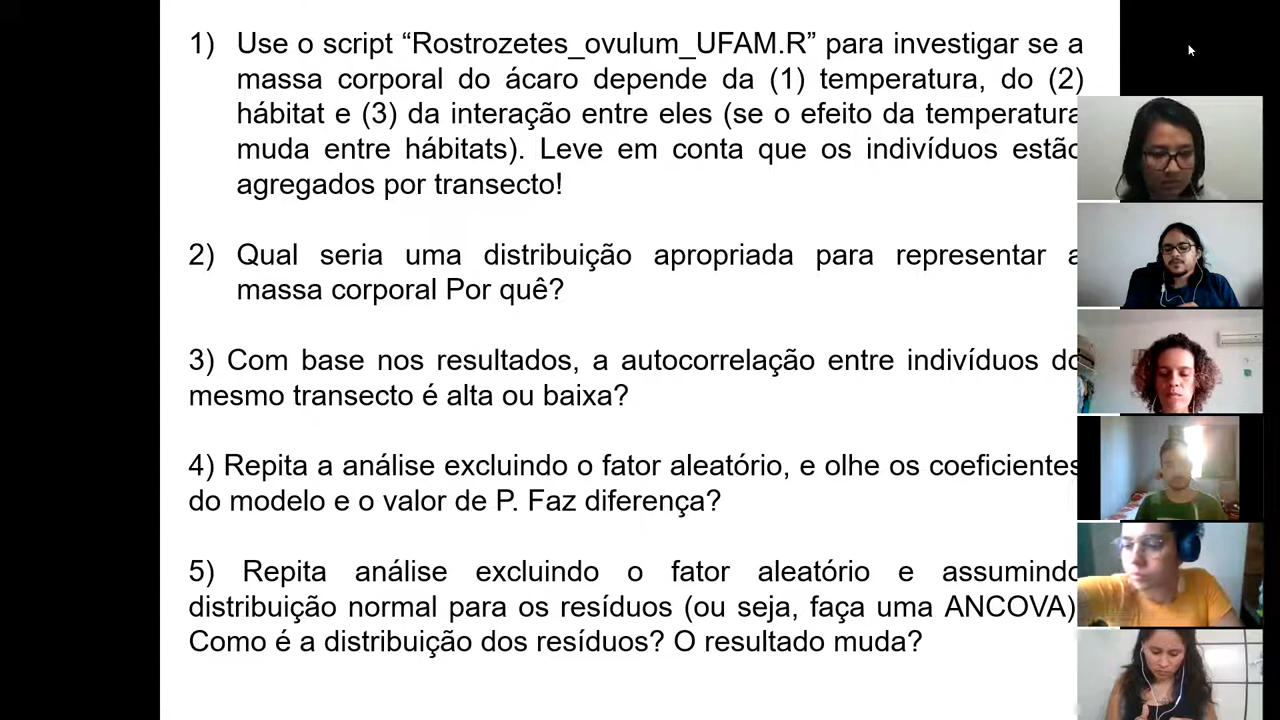 1) Use o script “Rostrozetes_ovulum_UFAM.R” para investigar se a
massa corporal do ácaro depende da (1) temperatura, do (2)
hábitat e (3) da interação entre eles (se o efeito da temperatura
muda entre hábitats). Leve em conta que os indivíduos estão
agregados por transecto!
2) Qual seria uma distribuição apropriada para representar a
massa corporal Por quê?
3) Com base nos resultados, a autocorrelação entre indivíduos do
mesmo transecto é alta ou baixa?
4) Repita a análise excluindo o fator aleatório, e olhe os coeficientes
do modelo e o valor de P. Faz diferença?
5) Repita análise excluindo o fator aleatório e assumindo
distribuição normal para os resíduos (ou seja, faça uma ANCOVA)
Como é a distribuição dos resíduos? O resultado muda?